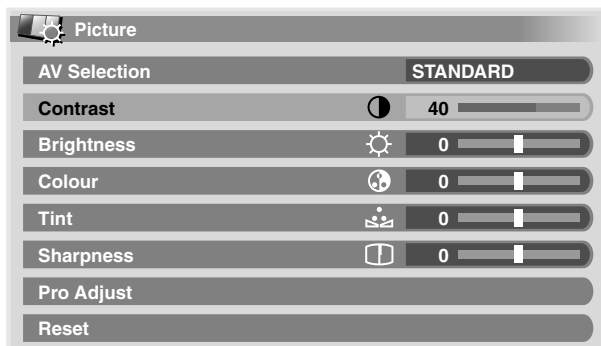 Picture
AV Selection STANDARD
Contrast 40
Brightness 0
Colour 0
Tint 0
Sharpness 0
Pro Adjust
Reset